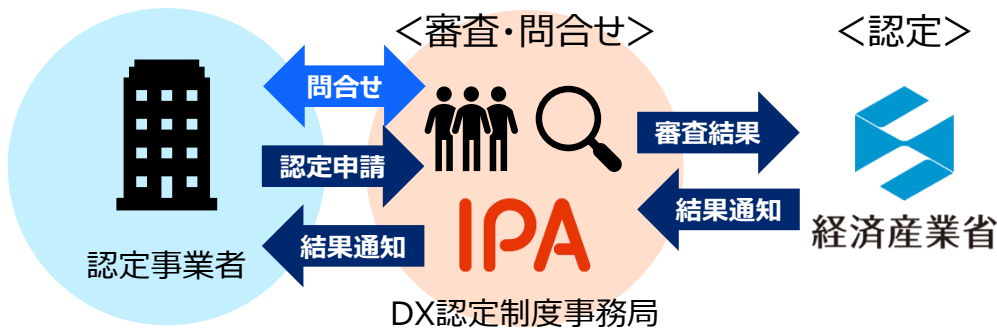 <審査・問合せ>
<認定>
問合せ
認定申請
結果通知
審査結果
結果通知
IPA
経済産業省
認定事業者
DX認定制度事務局